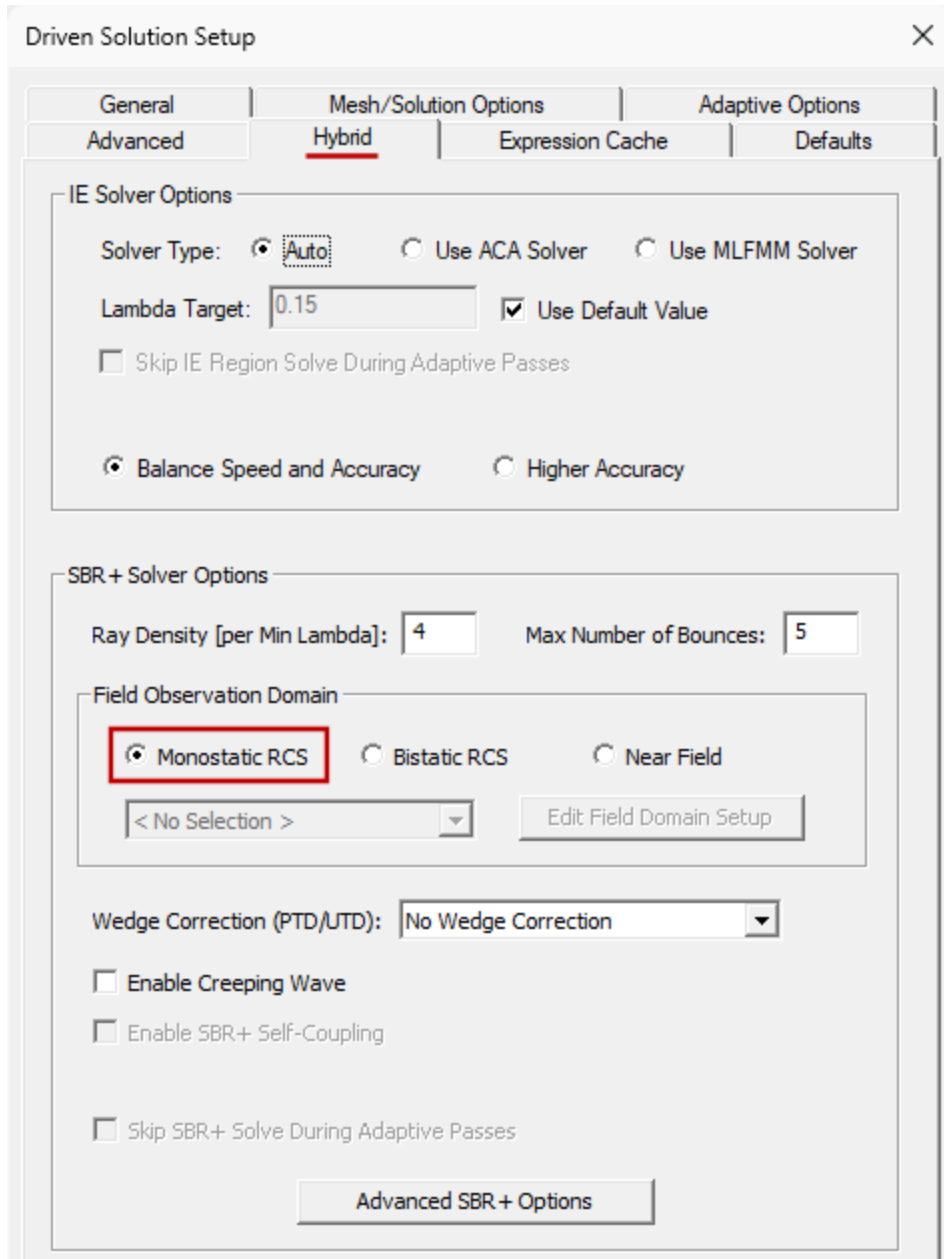 Driven Solution Setup
General Mesh/Solution Options Adaptive Options
Advanced Hybrid Expression Cache Defaults
IE Solver Options
Solver Type: Auto Use ACA Solver Use MLFMM Solver
Lambda Target: 0.15 Use Default Value
Skip IE Region Solve During Adaptive Passes
Balance Speed and Accuracy Higher Accuracy
SBR+ Solver Options
Ray Density [per Min Lambda]: 4 Max Number of Bounces: 5
Field Observation Domain
Monostatic RCS Bistatic RCS Near Field
< No Selection > Edit Field Domain Setup
Wedge Correction (PTD/UTD): No Wedge Correction
Enable Creeping Wave
Enable SBR+ Self-Coupling
Skip SBR+ Solve During Adaptive Passes
Advanced SBR+ Options